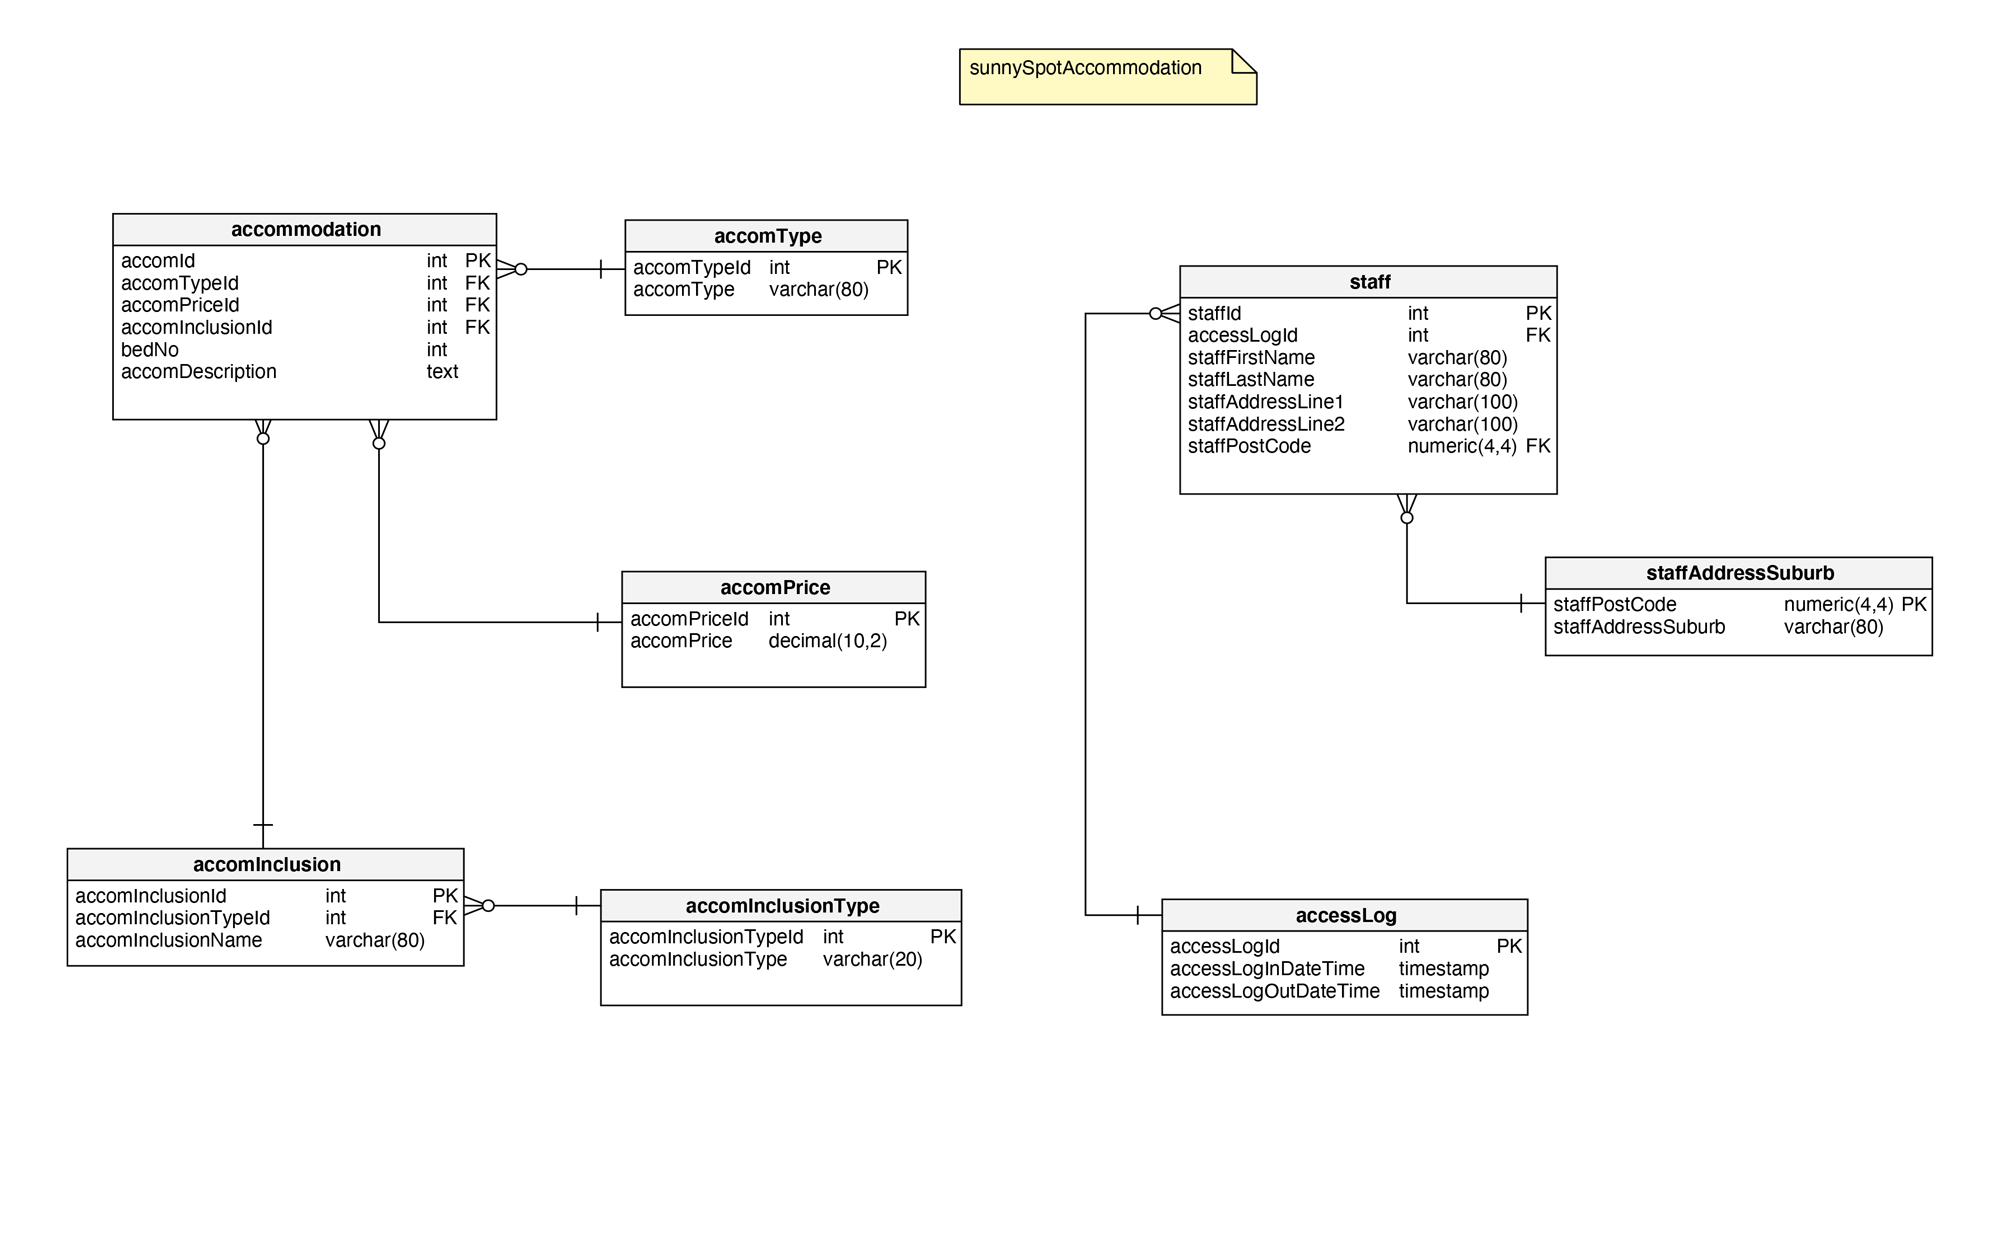 sunnySpotAccommodation
accommodation
accomId int PK
accomTypeId int FK
accomPriceId int FK
accomInclusionId int FK
bedNo int
accomDescription text
accomType
accomTypeId int PK
accomType varchar(80)
staff
staffId int PK
accessLogId int FK
staffFirstName varchar(80)
staffLastName varchar(80)
staffAddressLine1 varchar(100)
staffAddressLine2 varchar(100)
staffPostCode numeric(4,4) FK
accomPrice
accomPriceId int PK
accomPrice decimal(10,2)
staffAddressSuburb
staffPostCode numeric(4,4) PK
staffAddressSuburb varchar(80)
accomInclusion
accomInclusionId int PK
accomInclusionTypeId int FK
accomInclusionName varchar(80)
accomInclusionType
accomInclusionTypeId int PK
accomInclusionType varchar(20)
accessLog
accessLogId int PK
accessLogInDateTime timestamp
accessLogOutDateTime timestamp